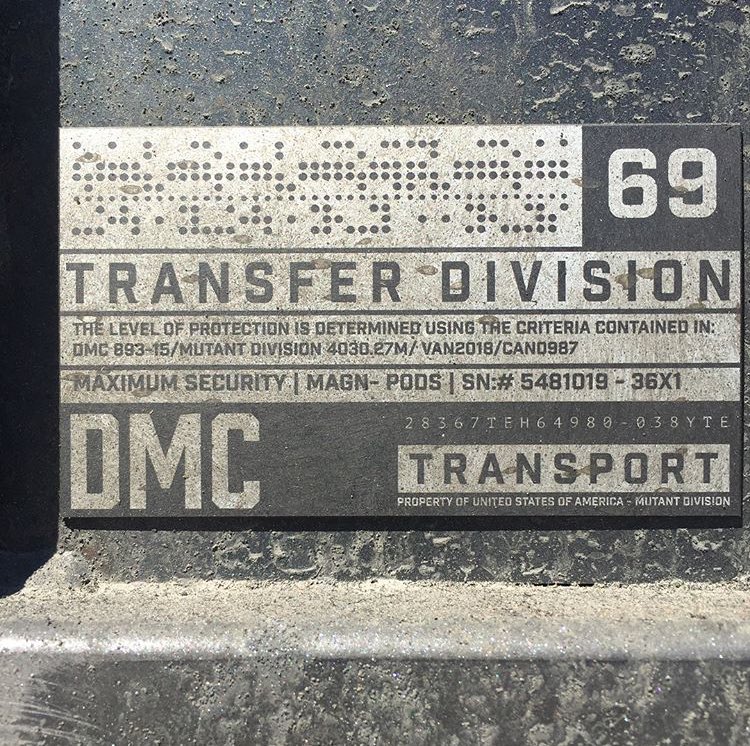 69
TRANSFER DIVISION
THE LEVEL OF PROTECTION IS DETERMINED USING THE CRITERIA CONTAINED IN:
DMC 893-15/MUTANT DIVISION 4030.27M/ VAN2018/CAN0987
MAXIMUM SECURITY | MAGN- PODS | SN:# 5481019 - 36X1
DMC
28367TEH64980-038YTE
TRANSPORT
PROPERTY OF UNITED STATES OF AMERICA - MUTANT DIVISION